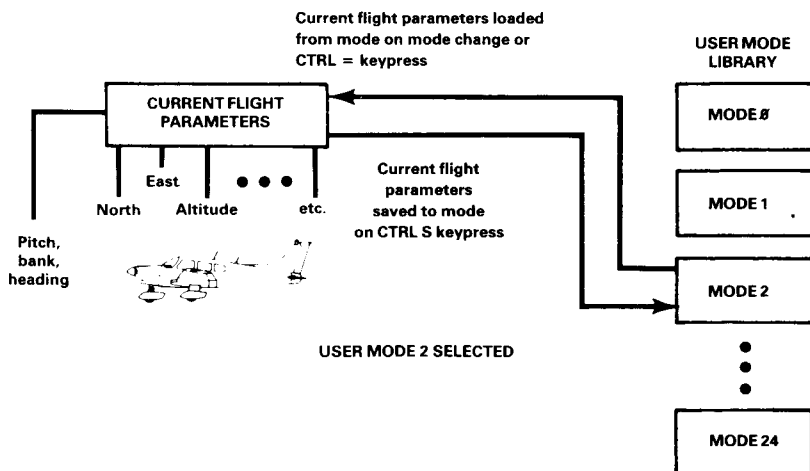 Current flight parameters loaded
from mode on mode change or
CTRL = keypress
USER MODE
LIBRARY
CURRENT FLIGHT
PARAMETERS
MODE 0
North
East
Altitude
etc.
Current flight
parameters
saved to mode
on CTRL S keypress
MODE 1
Pitch,
bank,
heading
MODE 2
USER MODE 2 SELECTED
MODE 24